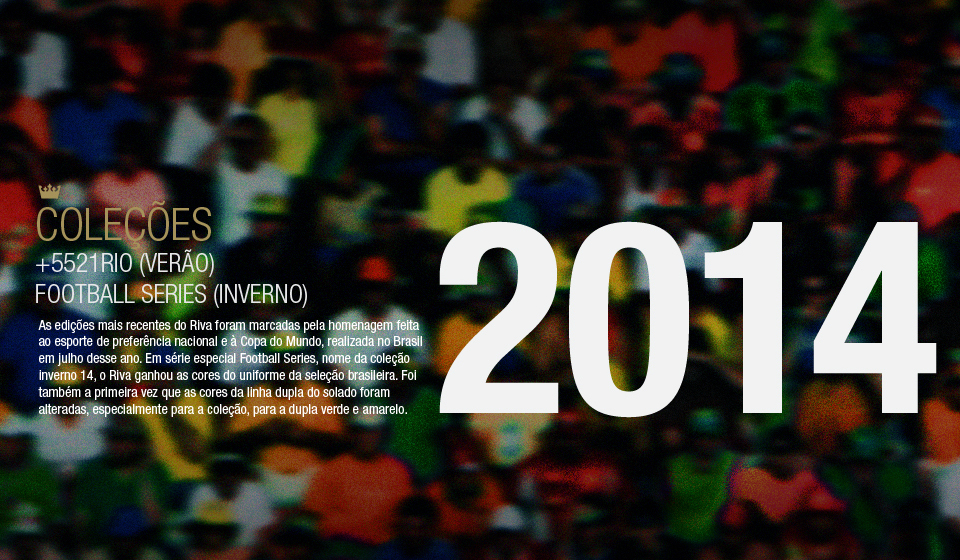 COLEÇÕES
+5521RIO (VERÃO)
FOOTBALL SERIES (INVERNO)
As edições mais recentes do Riva foram marcadas pela homenagem feita
ao esporte de preferência nacional e à Copa do Mundo, realizada no Brasil
em julho desse ano. Em série especial Football Series, nome da coleção
inverno 14, o Riva ganhou as cores do uniforme da seleção brasileira. Foi
também a primeira vez que as cores da linha dupla do solado foram
alteradas, especialmente para a coleção, para a dupla verde e amarelo.
2014